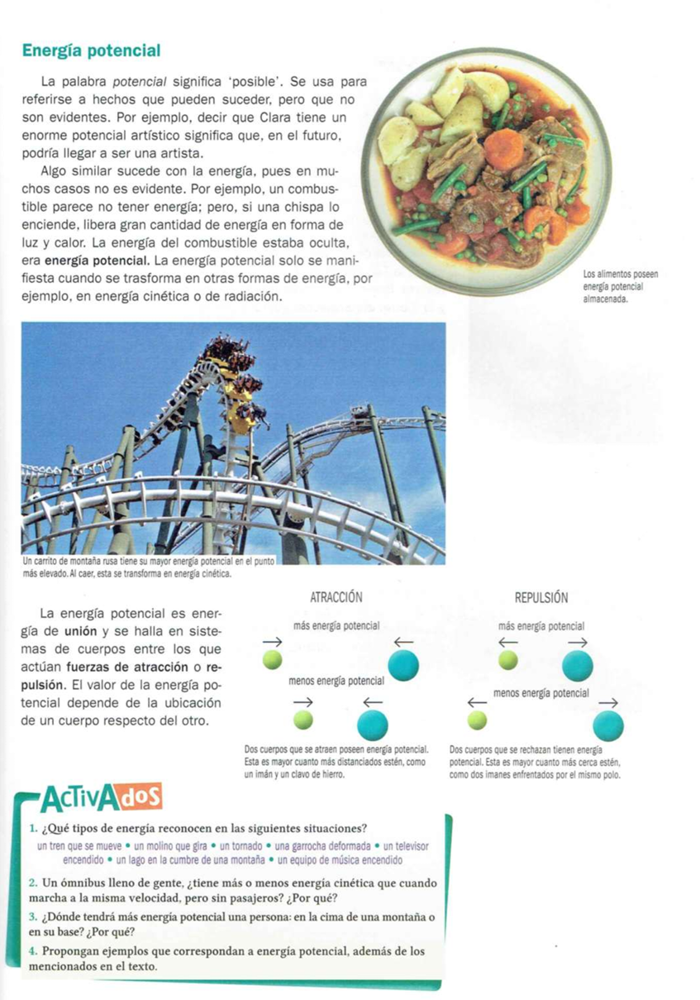 Energía potencial
La palabra potencial significa ‘posible’. Se usa para
referirse a hechos que pueden suceder, pero que no
son evidentes. Por ejemplo, decir que Clara tiene un
enorme potencial artístico significa que, en el futuro,
podría llegar a ser una artista.
Algo similar sucede con la energía, pues en mu-
chos casos no es evidente. Por ejemplo, un combus-
tible parece no tener energía; pero, si una chispa lo
enciende, libera gran cantidad de energía en forma de
luz y calor. La energía del combustible estaba oculta,
era energía potencial. La energía potencial solo se mani-
fiesta cuando se trasforma en otras formas de energía, por
ejemplo, en energía cinética o de radiación.
Los alimentos poseen
energía potencial
almacenada.
Un carrito de montaña rusa tiene su mayor energía potencial en el punto
más elevado. Al caer, esta se transforma en energía cinética.
La energía potencial es ener-
gía de unión y se halla en siste-
mas de cuerpos entre los que
actúan fuerzas de atracción o re-
pulsión. El valor de la energía po-
tencial depende de la ubicación
de un cuerpo respecto del otro.
ATRACCIÓN
más energía potencial
menos energía potencial
Dos cuerpos que se atraen poseen energía potencial.
Esta es mayor cuanto más distanciados estén, como
un imán y un clavo de hierro.
REPULSIÓN
más energía potencial
menos energía potencial
Dos cuerpos que se rechazan tienen energía
potencial. Esta es mayor cuanto más cerca estén,
como dos imanes enfrentados por el mismo polo.
ACTIVAdos
1. ¿Qué tipos de energía reconocen en las siguientes situaciones?
un tren que se mueve • un molino que gira • un tornado • una garrocha deformada • un televisor
encendido • un lago en la cumbre de una montaña • un equipo de música encendido
2. Un ómnibus lleno de gente, ¿tiene más o menos energía cinética que cuando
marcha a la misma velocidad, pero sin pasajeros? ¿Por qué?
3. ¿Dónde tendrá más energía potencial una persona: en la cima de una montaña o
en su base? ¿Por qué?
4. Propongan ejemplos que correspondan a energía potencial, además de los
mencionados en el texto.